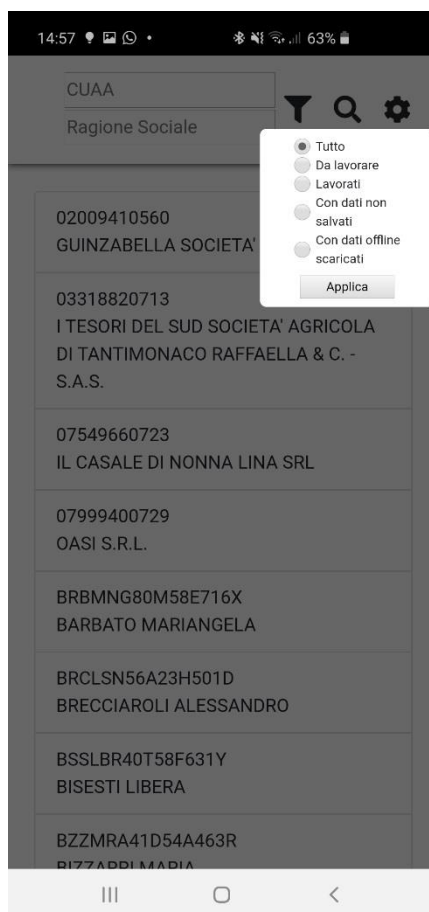 14:57 63%
CUAA
Ragione Sociale
Tutto
Da lavorare
Lavorati
Con dati non
salvati
Con dati offline
scaricati
Applica
02009410560
GUINZABELLA SOCIETA'
03318820713
I TESORI DEL SUD SOCIETA' AGRICOLA
DI TANTIMONACO RAFFAELLA & C. -
S.A.S.
07549660723
IL CASALE DI NONNA LINA SRL
07999400729
OASI S.R.L.
BRBMNG80M58E716X
BARBATO MARIANGELA
BRCLSN56A23H501D
BRECCIAROLI ALESSANDRO
BSSLBR40T58F631Y
BISESTI LIBERA
BZZMRA41D54A463R
BIZZARRI MARIA